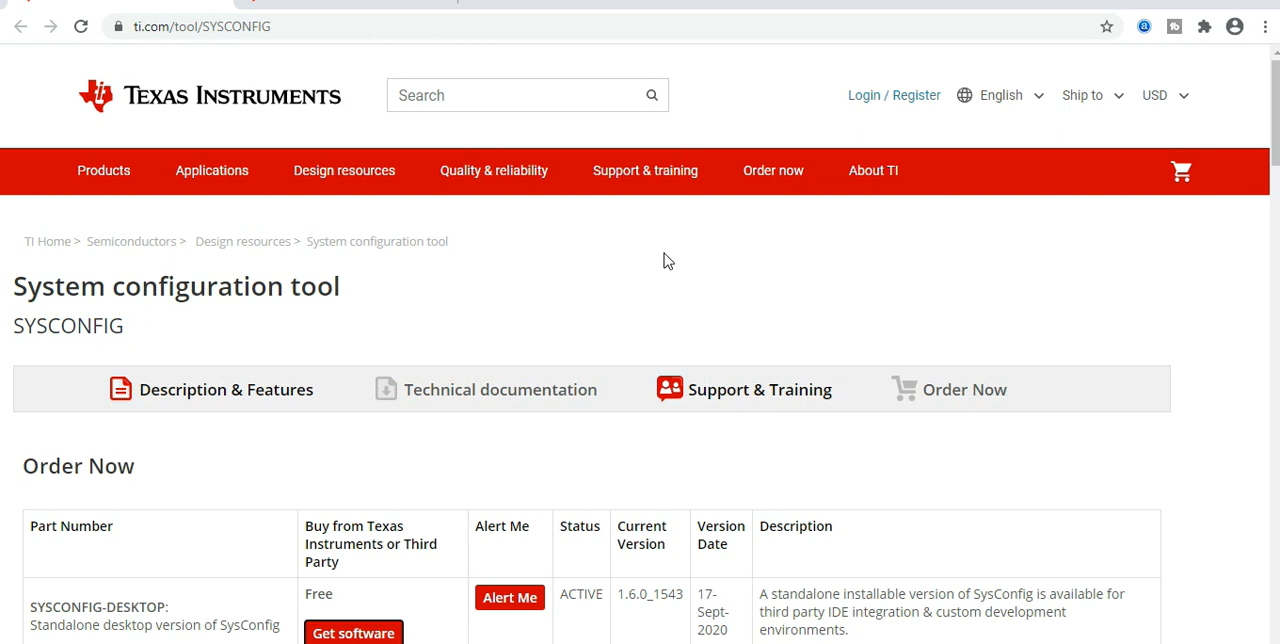 ti.com/tool/SYSCONFIG
TEXAS INSTRUMENTS
Search
Login / Register
English
Ship to
USD
Products
Applications
Design resources
Quality & reliability
Support & training
Order now
About TI
TI Home > Semiconductors > Design resources > System configuration tool
System configuration tool
SYSCONFIG
Description & Features
Technical documentation
Support & Training
Order Now
Order Now
Part Number
Buy from Texas
Instruments or Third
Party
Alert Me
Status
Current
Version
Version
Date
Description
SYSCONFIG-DESKTOP:
Standalone desktop version of SysConfig
Free
Get software
Alert Me
ACTIVE
1.6.0_1543
17-
Sept-
2020
A standalone installable version of SysConfig is available for
third party IDE integration & custom development
environments.